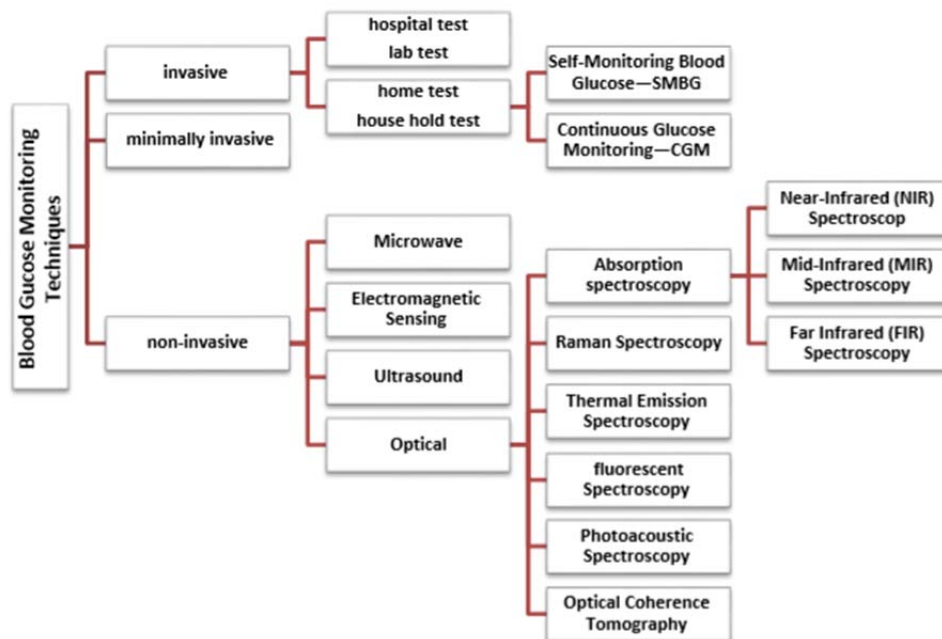 Blood Gucose Monitoring
Techniques
invasive
minimally invasive
non-invasive
hospital test
lab test
home test
house hold test
Self-Monitoring Blood
Glucose—SMBG
Continuous Glucose
Monitoring—CGM
Microwave
Electromagnetic
Sensing
Ultrasound
Optical
Absorption
spectroscopy
Raman Spectroscopy
Thermal Emission
Spectroscopy
fluorescent
Spectroscopy
Photoacoustic
Spectroscopy
Optical Coherence
Tomography
Near-Infrared (NIR)
Spectroscop
Mid-Infrared (MIR)
Spectroscopy
Far Infrared (FIR)
Spectroscopy